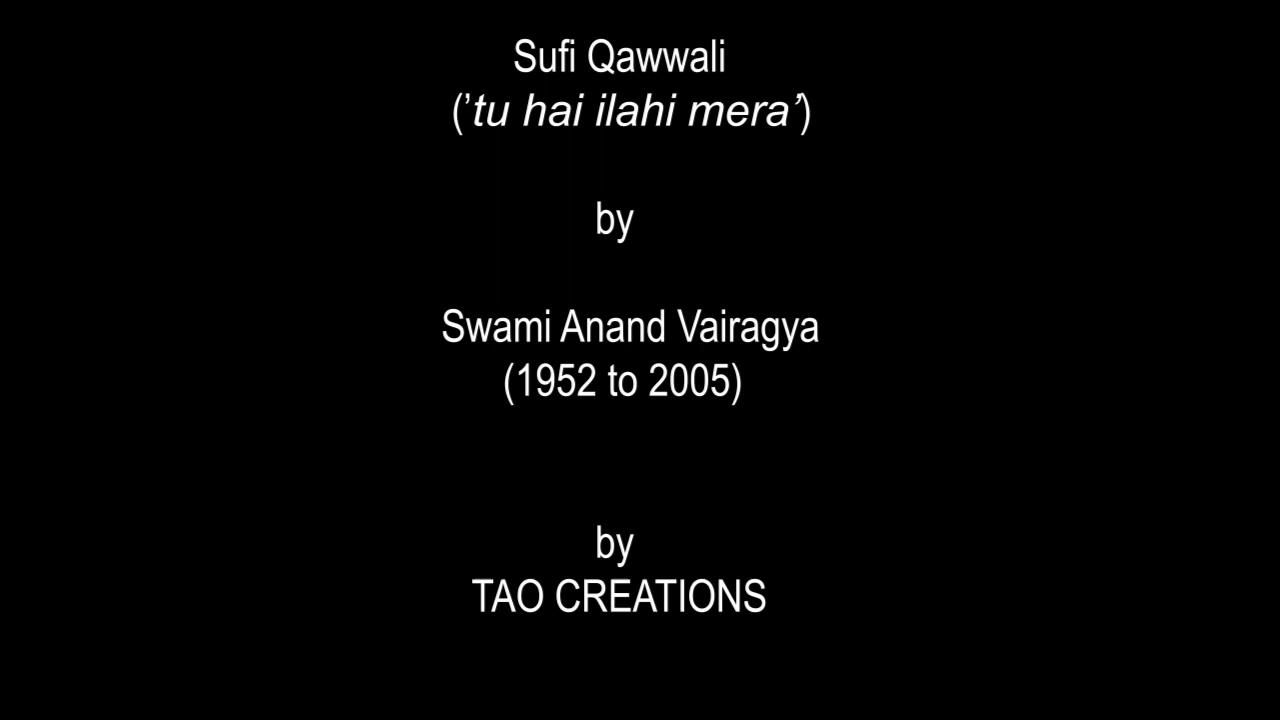 Sufi Qawwali
(’tu hai ilahi mera’)
by
Swami Anand Vairagya
(1952 to 2005)
by
TAO CREATIONS